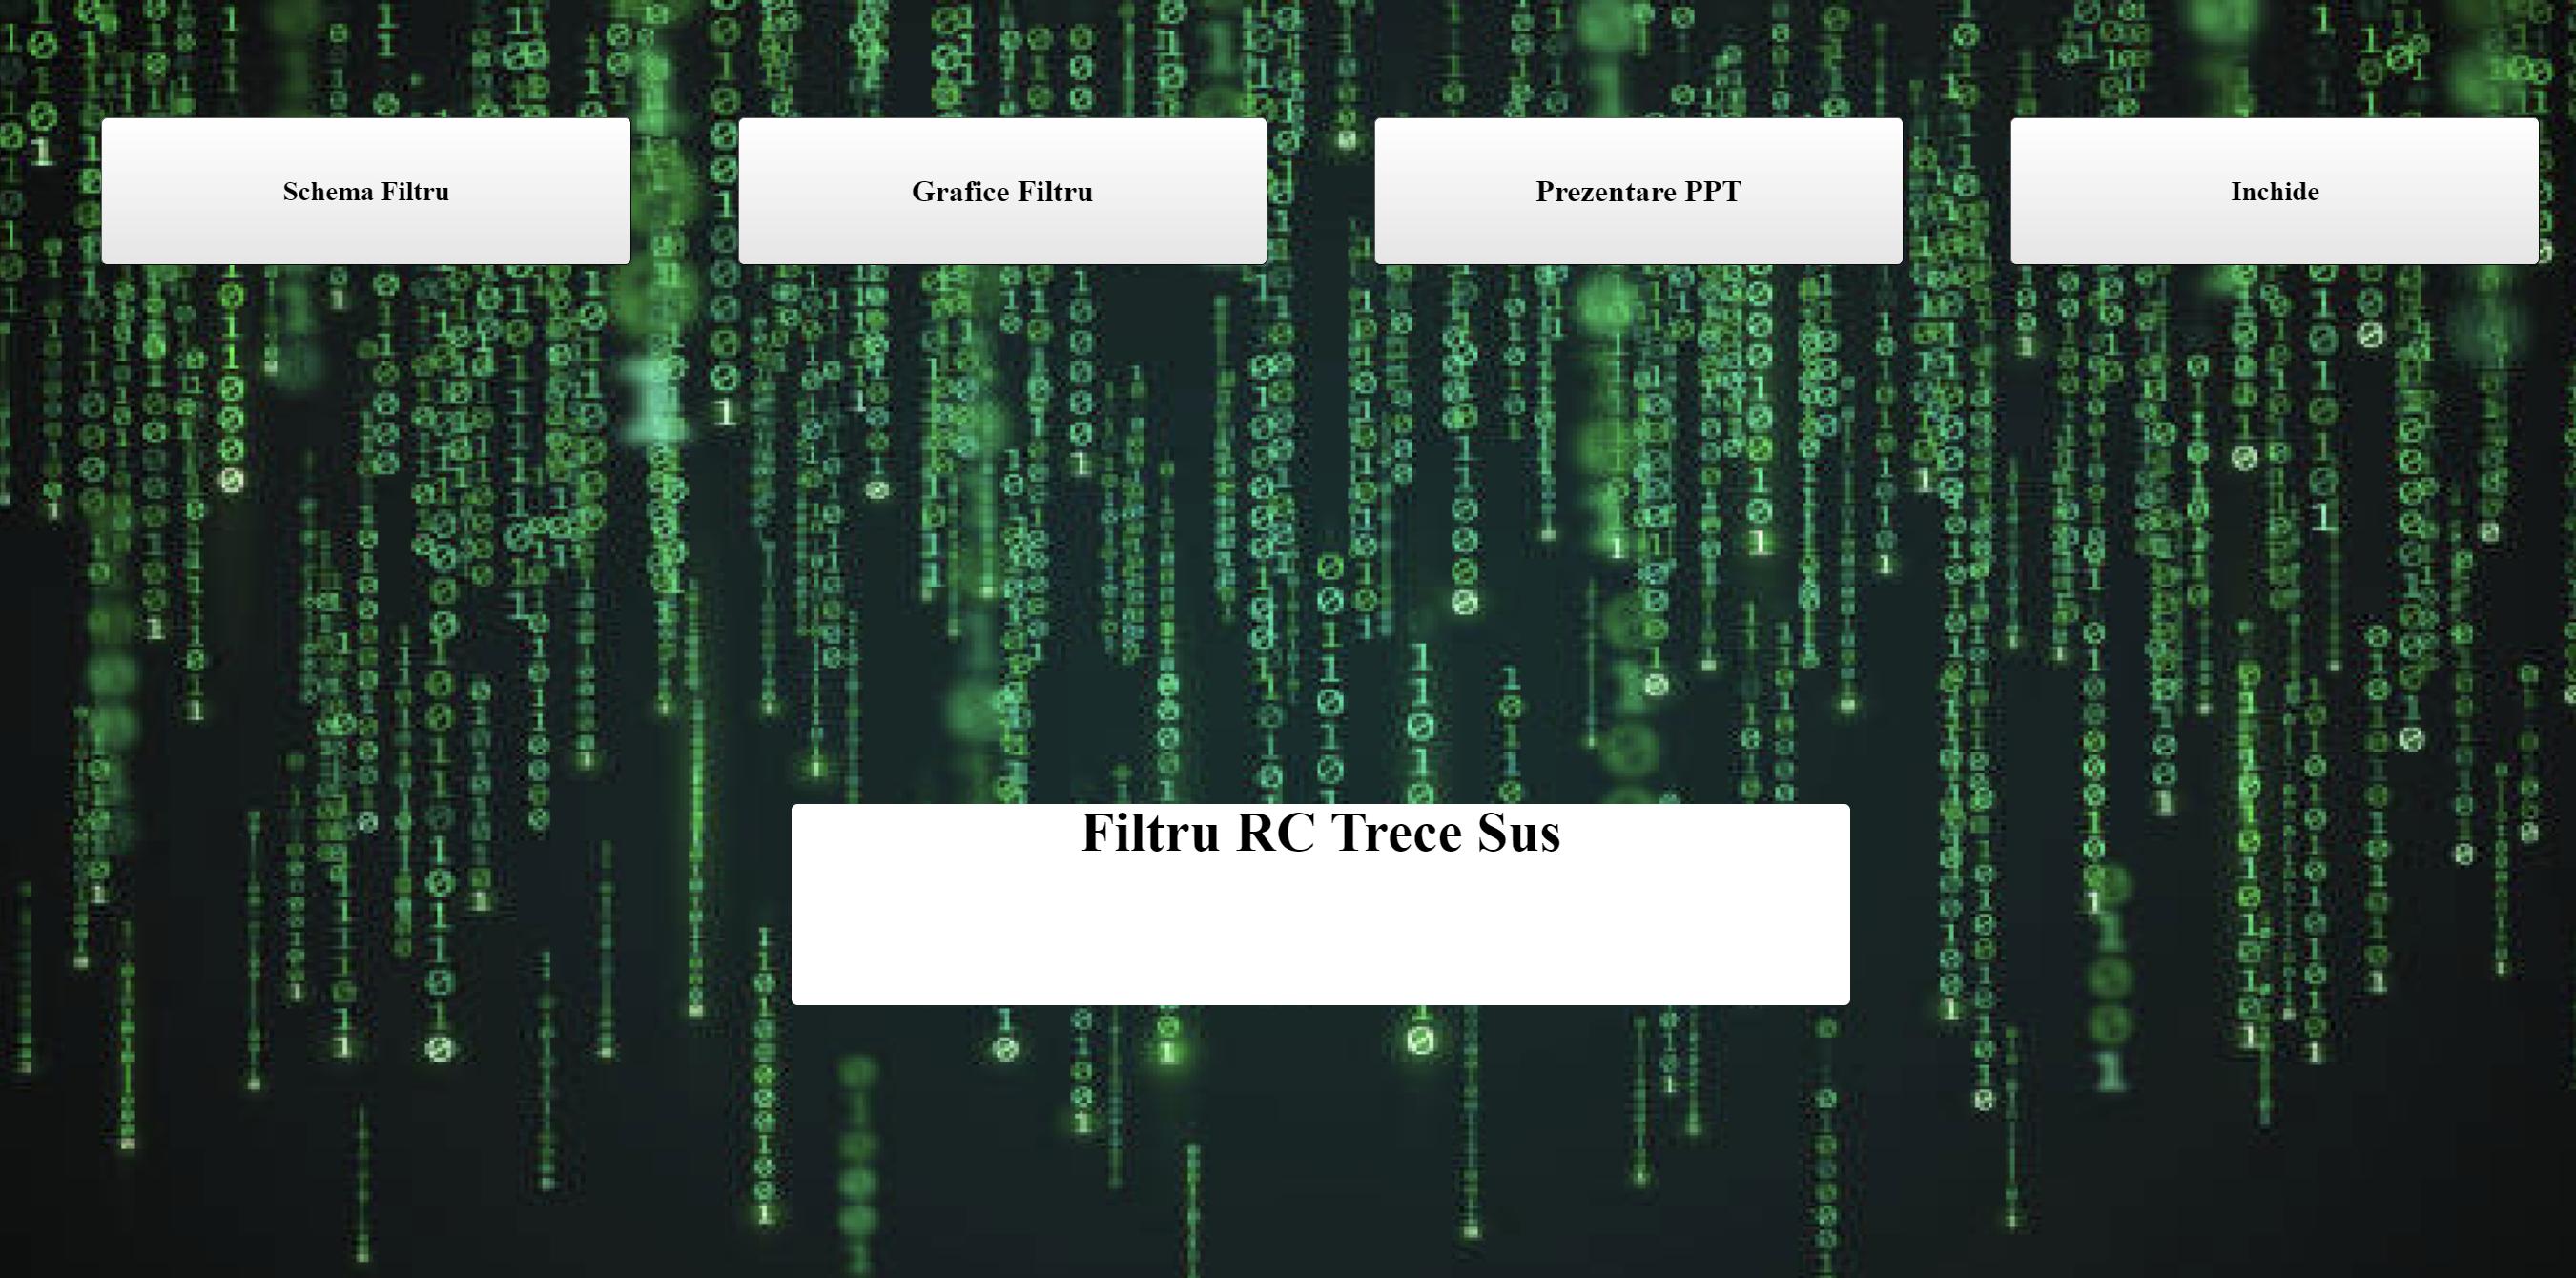 Schema Filtru
Grafice Filtru
Prezentare PPT
Inchide
Filtru RC Trece Sus